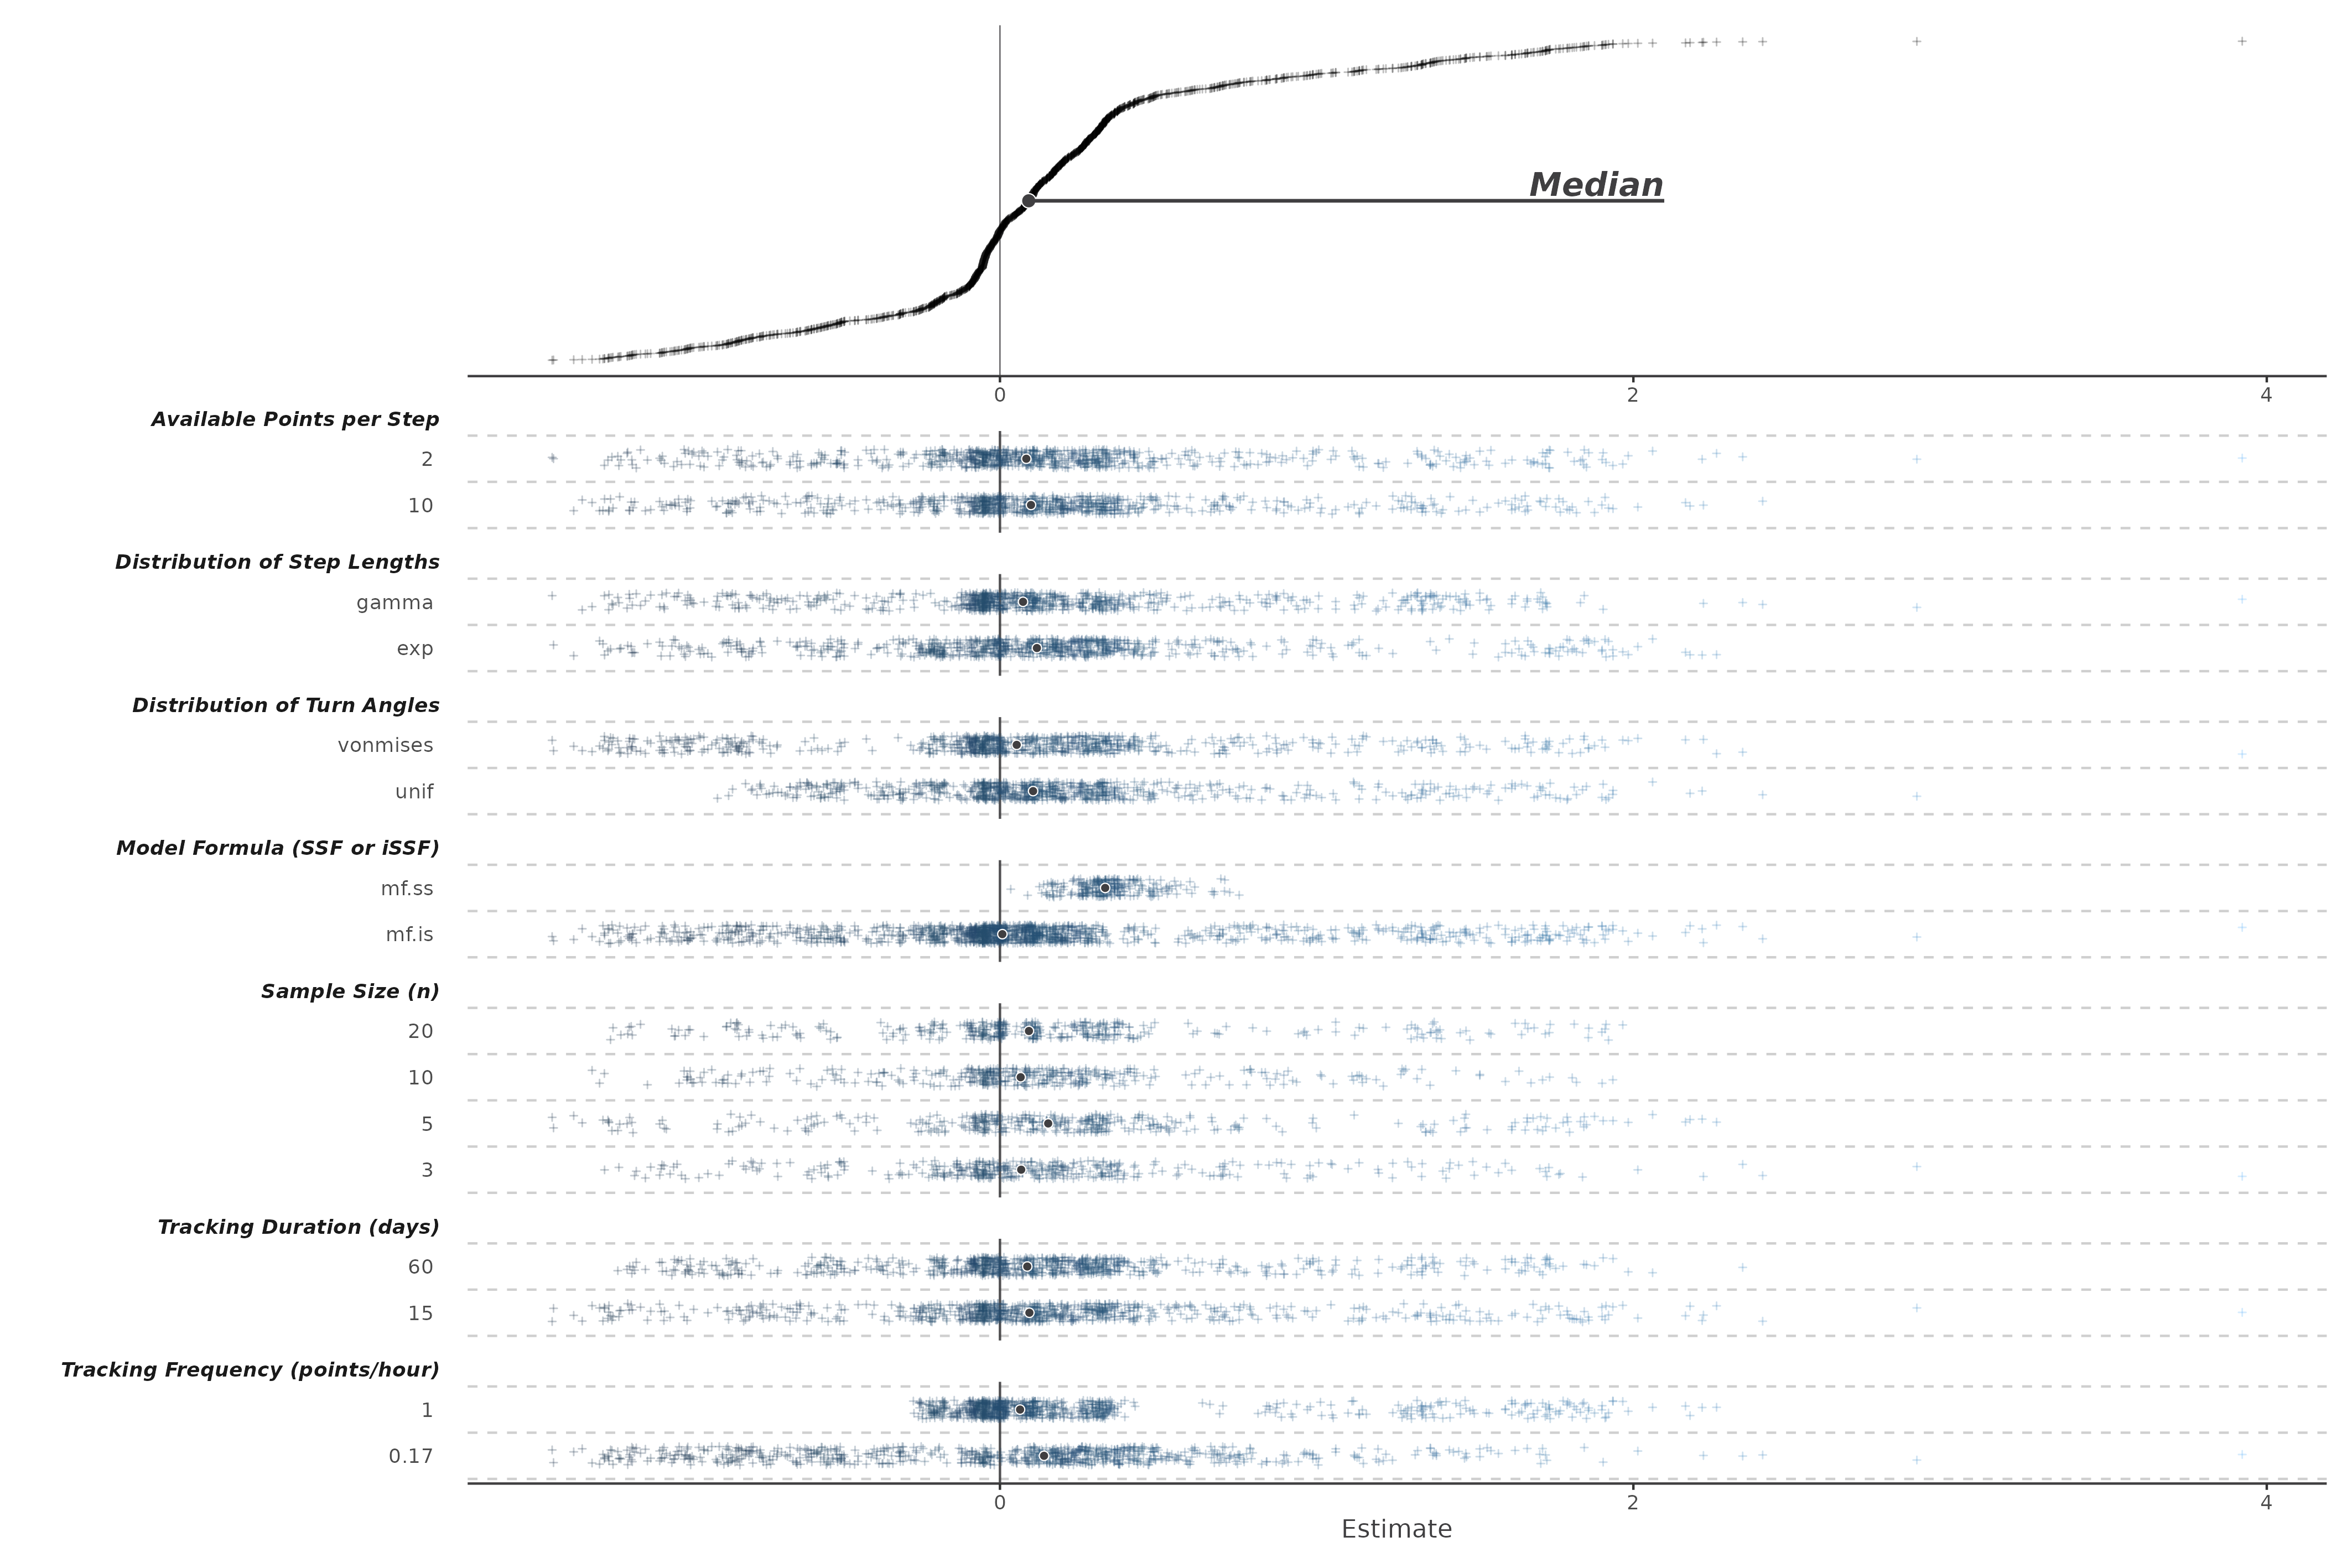 Median
0 2 4
Available Points per Step
2
10
Distribution of Step Lengths
gamma
exp
Distribution of Turn Angles
vonmises
unif
Model Formula (SSF or iSSF)
mf.ss
mf.is
Sample Size (n)
20
10
5
3
Tracking Duration (days)
60
15
Tracking Frequency (points/hour)
1
0.17
0 2 4
Estimate